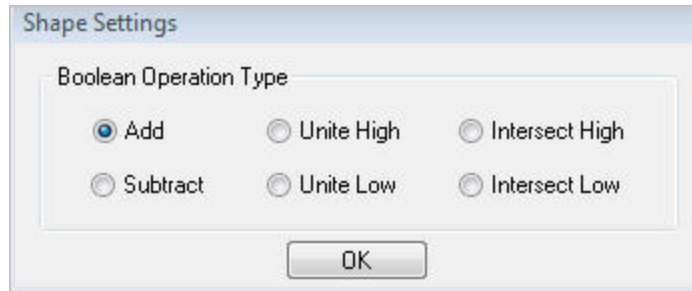 Shape Settings
Boolean Operation Type
Add Unite High Intersect High
Subtract Unite Low Intersect Low
OK